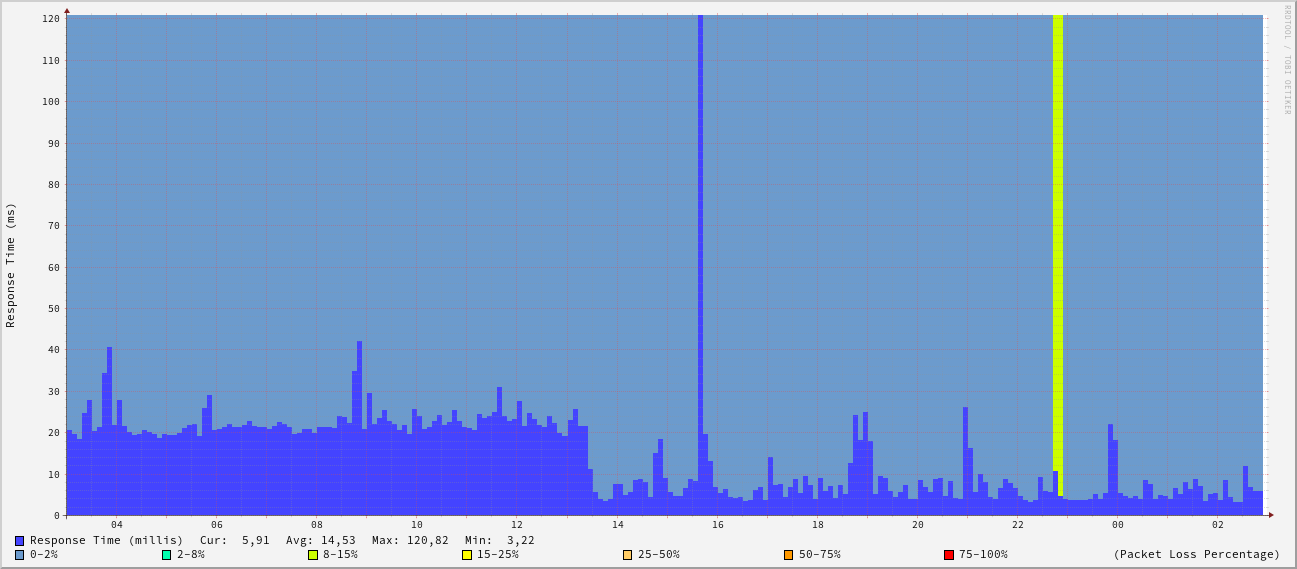 RRDTOOL / TOBI OETIKER
Response Time (ms)
120
110
100
90
80
70
60
50
40
30
20
10
0
04 06 08 10 12 14 16 18 20 22 00 02
Response Time (millis) Cur: 5,91 Avg: 14,53 Max: 120,82 Min: 3,22
0-2% 2-8% 8-15% 15-25% 25-50% 50-75% 75-100% (Packet Loss Percentage)